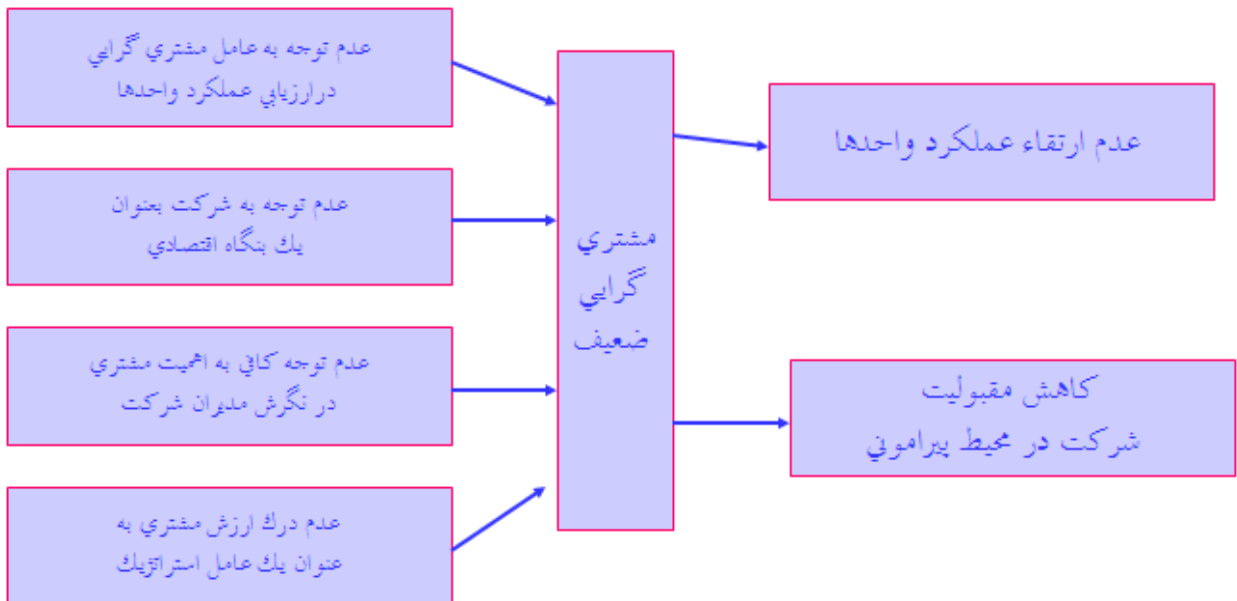 عدم توجه به عامل مشتري گرايي
درارزيابي عملكرد واحدها
عدم توجه به شركت بعنوان
يك بنگاه اقتصادي
عدم توجه كافي به اهميت مشتري
در نگرش مديران شركت
عدم درك ارزش مشتري به
عنوان يك عامل استراتژيك
مشتري
گرايي
ضعيف
عدم ارتقاء عملكرد واحدها
كاهش مقبوليت
شركت در محيط پيراموني